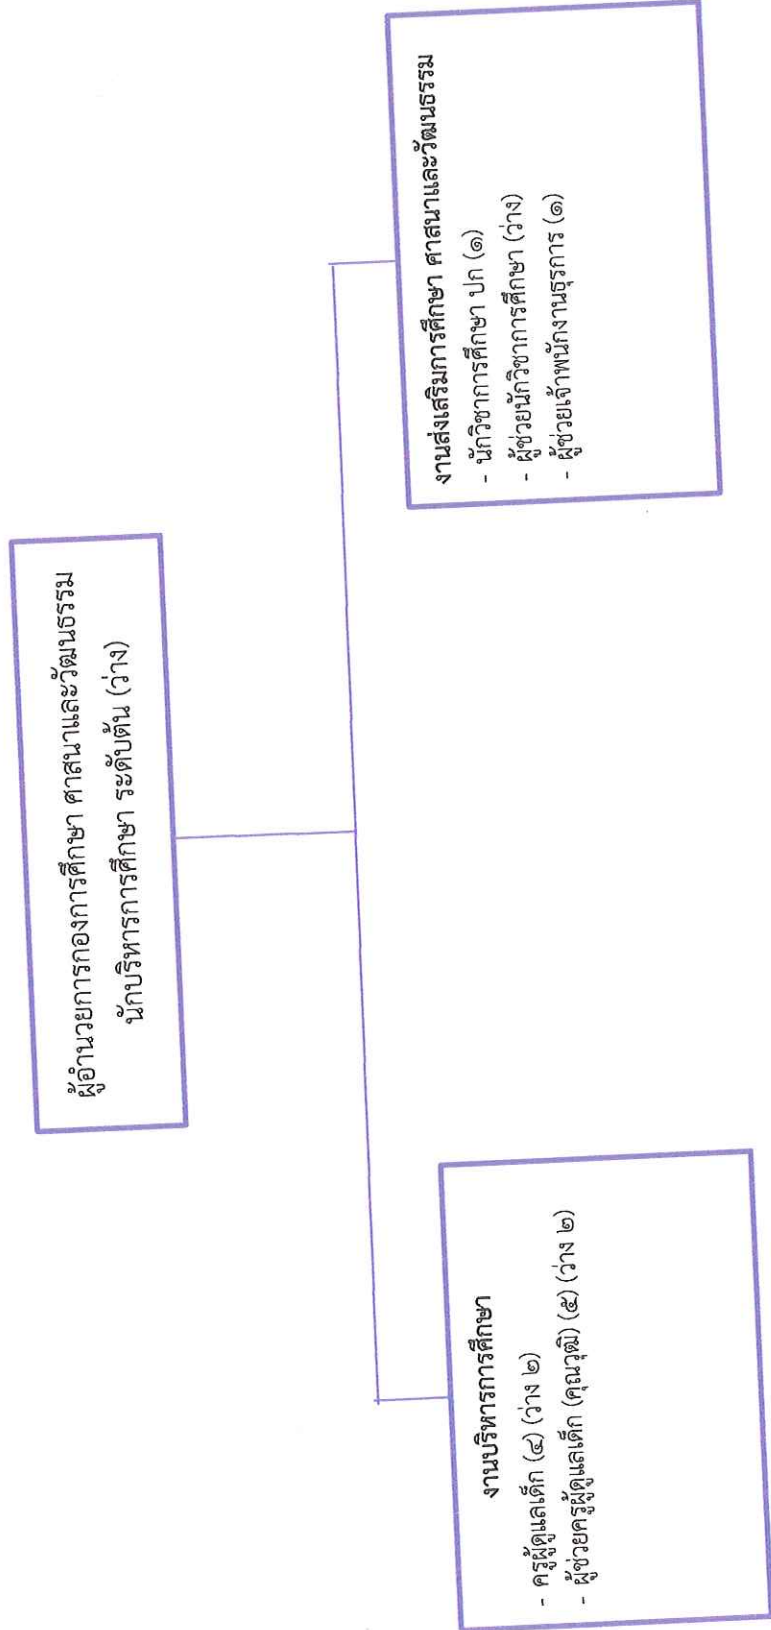 ผู้อำนวยการกองการศึกษา ศาสนาและวัฒนธรรม
นักบริหารการศึกษา ระดับต้น (ว่าง)
งานบริหารการศึกษา
- ครูผู้ดูแลเด็ก (๔) (ว่าง ๒)
- ผู้ช่วยครูผู้ดูแลเด็ก (คุณวุฒิ) (๕) (ว่าง ๒)
งานส่งเสริมการศึกษา ศาสนาและวัฒนธรรม
- นักวิชาการศึกษา ปก (๑)
- ผู้ช่วยนักวิชาการศึกษา (ว่าง)
- ผู้ช่วยเจ้าพนักงานธุรการ (๑)